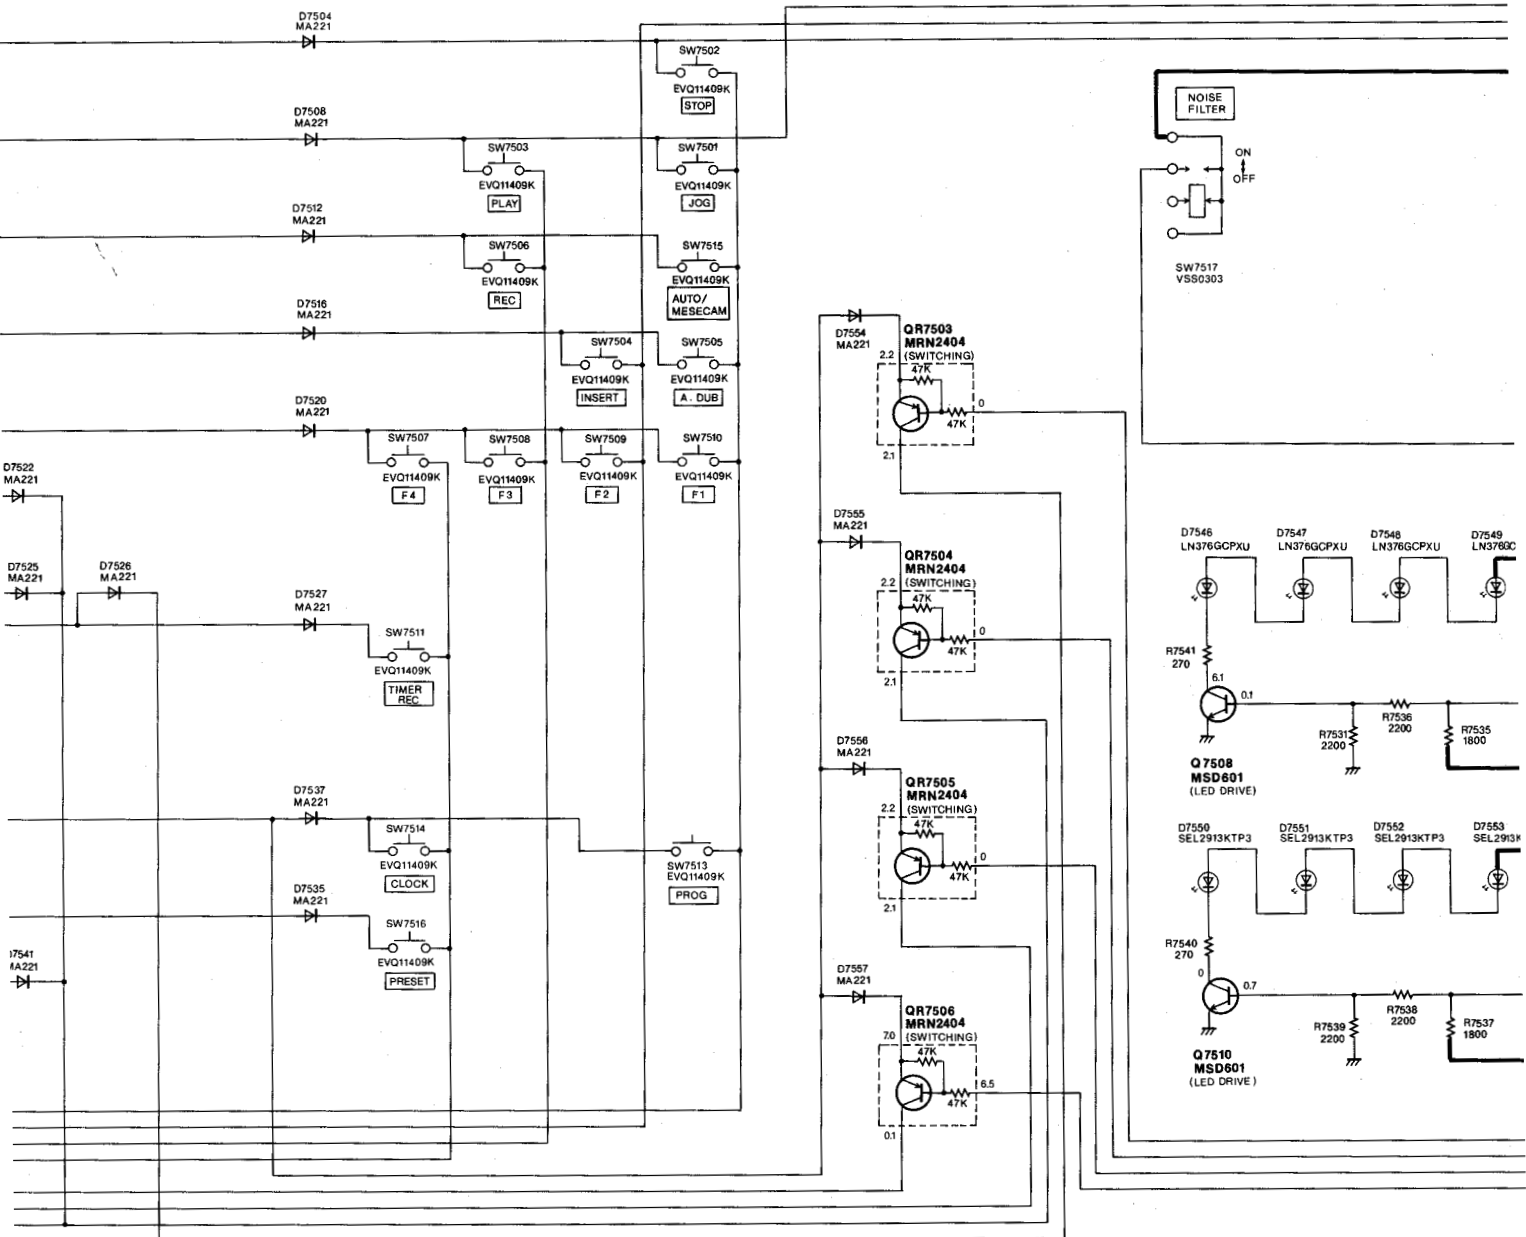 D7504
MA221
SW7502
EVQ11409K
STOP
D7508
MA221
SW7503
EVQ11409K
PLAY
SW7501
EVQ11409K
JOG
D7512
MA221
SW7506
EVQ11409K
REC
SW7515
EVQ11409K
AUTO/
MESECAM
D7516
MA221
SW7504
EVQ11409K
INSERT
SW7505
EVQ11409K
A. DUB
D7520
MA221
SW7507
EVQ11409K
F4
SW7508
EVQ11409K
F3
SW7509
EVQ11409K
F2
SW7510
EVQ11409K
F1
D7522
MA221
D7525
MA221
D7526
MA221
D7527
MA221
SW7511
EVQ11409K
TIMER
REC
D7537
MA221
SW7514
EVQ11409K
CLOCK
SW7513
EVQ11409K
PROG
D7535
MA221
SW7516
EVQ11409K
PRESET
7541
MA221
D7554
MA221
QR7503
MRN2404
(SWITCHING)
2.2
47K
0
47K
2.1
D7555
MA221
QR7504
MRN2404
(SWITCHING)
2.2
47K
0
47K
2.1
D7556
MA221
QR7505
MRN2404
(SWITCHING)
2.2
47K
0
47K
2.1
D7557
MA221
QR7506
MRN2404
(SWITCHING)
7.0
47K
6.5
47K
0.1
NOISE
FILTER
ON
OFF
SW7517
VSS0303
D7546
LN376GCPXU
D7547
LN376GCPXU
D7548
LN376GCPXU
D7549
LN376GC
R7541
270
6.1
0.1
R7531
2200
R7536
2200
R7535
1800
Q7508
MSD601
(LED DRIVE)
D7550
SEL2913KTP3
D7551
SEL2913KTP3
D7552
SEL2913KTP3
D7553
SEL2913K
R7540
270
0
0.7
R7539
2200
R7538
2200
R7537
1800
Q7510
MSD601
(LED DRIVE)